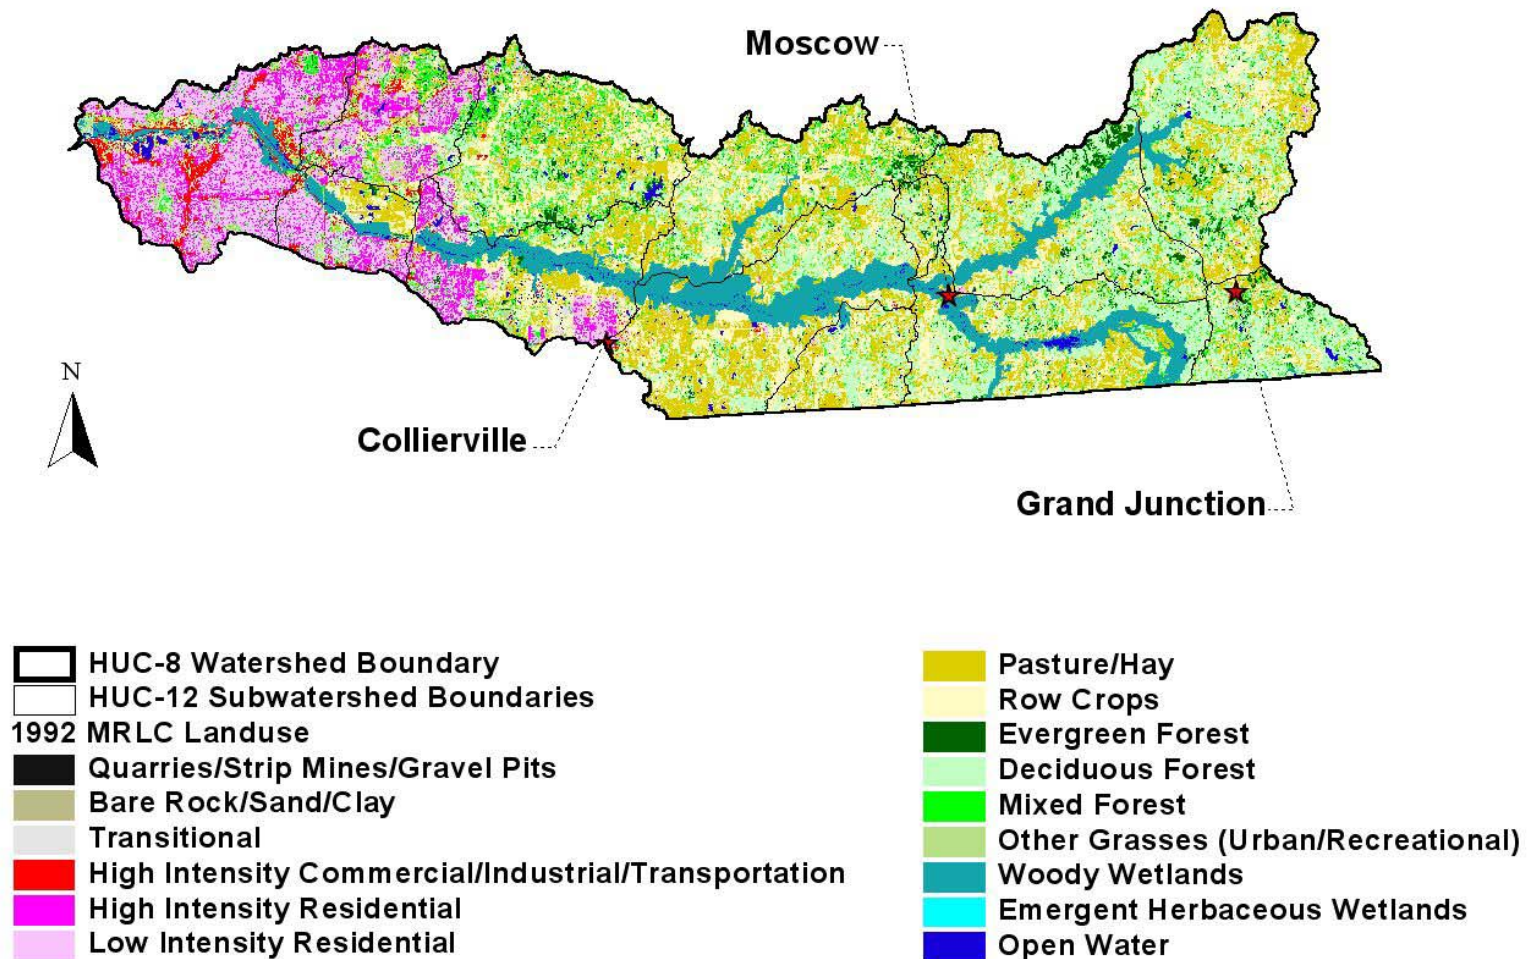 Moscow
N
Collierville
Grand Junction
HUC-8 Watershed Boundary
HUC-12 Subwatershed Boundaries
1992 MRLC Landuse
Quarries/Strip Mines/Gravel Pits
Bare Rock/Sand/Clay
Transitional
High Intensity Commercial/Industrial/Transportation
High Intensity Residential
Low Intensity Residential
Pasture/Hay
Row Crops
Evergreen Forest
Deciduous Forest
Mixed Forest
Other Grasses (Urban/Recreational)
Woody Wetlands
Emergent Herbaceous Wetlands
Open Water